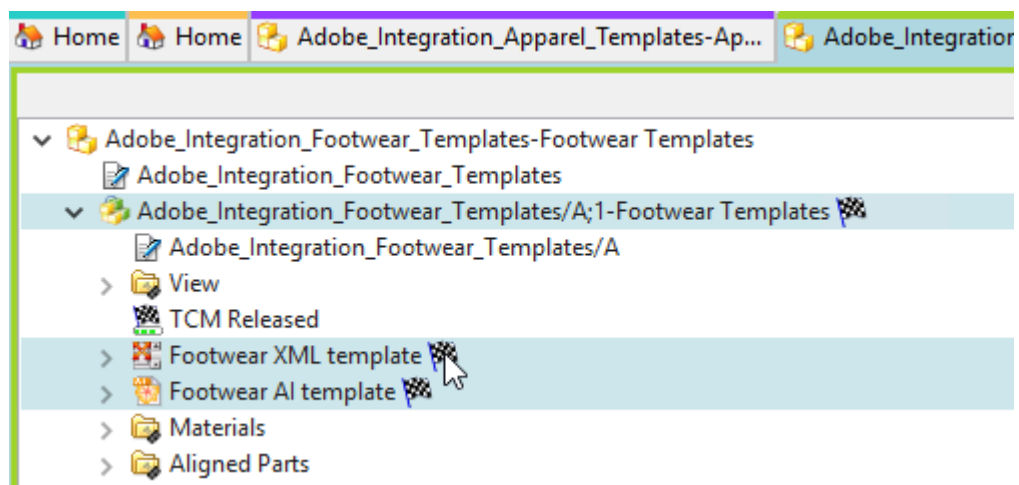 Home Home Adobe_Integration_Apparel_Templates-Ap... Adobe_Integration
Adobe_Integration_Footwear_Templates-Footwear Templates
Adobe_Integration_Footwear_Templates
Adobe_Integration_Footwear_Templates/A;1-Footwear Templates
Adobe_Integration_Footwear_Templates/A
View
TCM Released
Footwear XML template
Footwear AI template
Materials
Aligned Parts